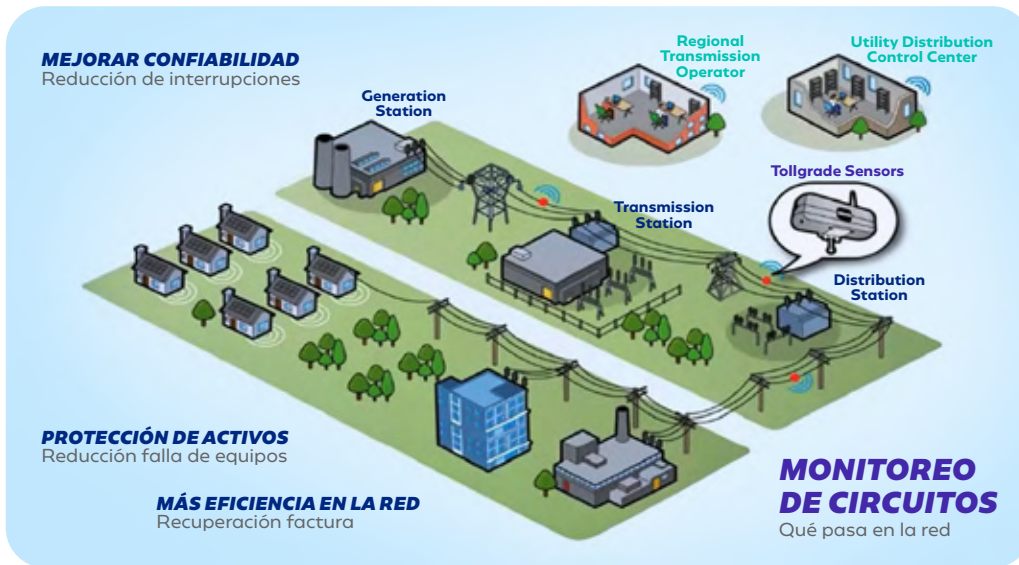 MEJORAR CONFIABILIDAD
Reducción de interrupciones
Regional
Transmission
Operator
Utility Distribution
Control Center
Generation
Station
Tollgrade Sensors
Transmission
Station
Distribution
Station
PROTECCIÓN DE ACTIVOS
Reducción falla de equipos
MÁS EFICIENCIA EN LA RED
Recuperación factura
MONITOREO
DE CIRCUITOS
Qué pasa en la red